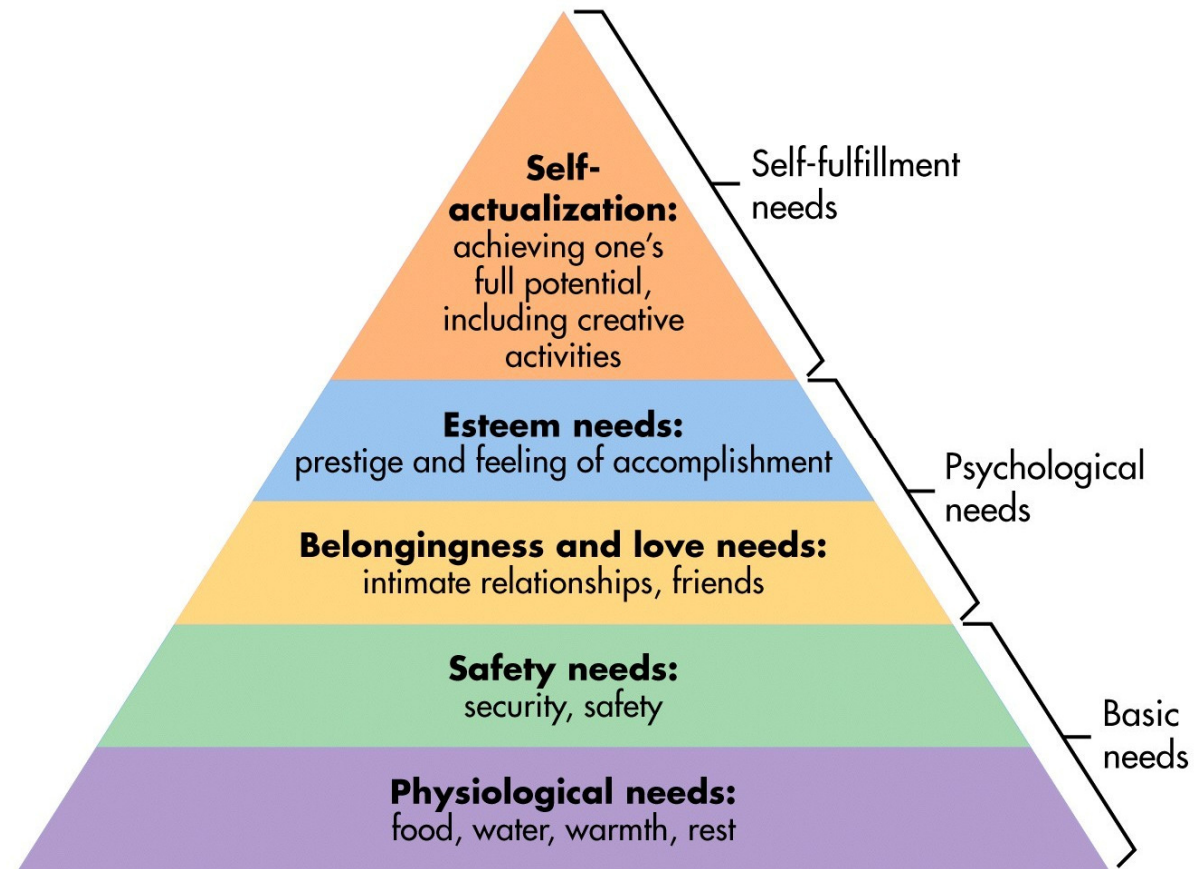 Self-
actualization:
achieving one's
full potential,
including creative
activities
Self-fulfillment
needs
Esteem needs:
prestige and feeling of accomplishment
Psychological
needs
Belongingness and love needs:
intimate relationships, friends
Safety needs:
security, safety
Basic
needs
Physiological needs:
food, water, warmth, rest